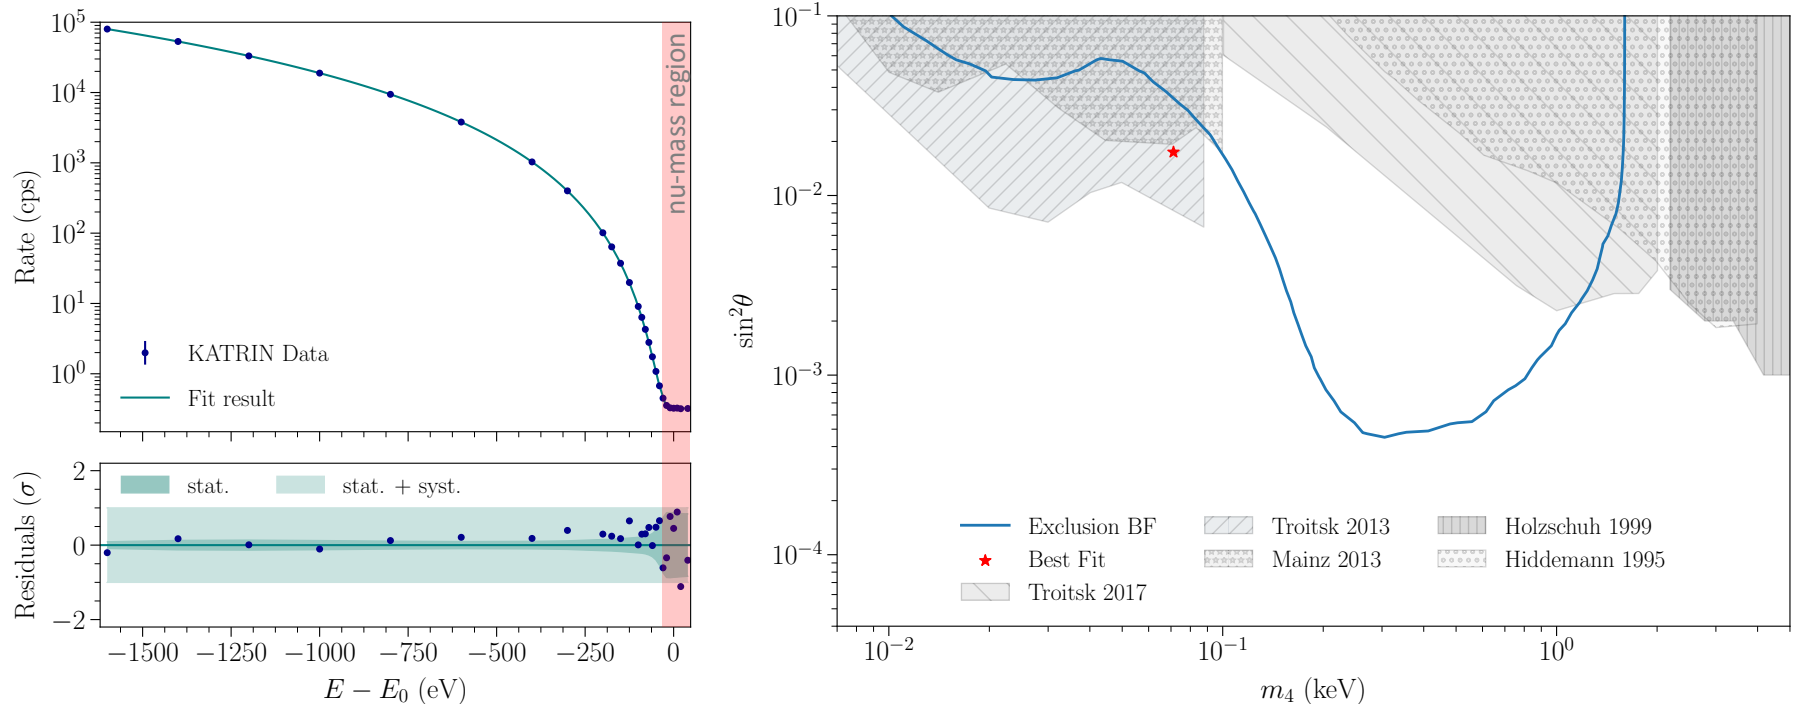 10^5
10^4
10^3
10^2
10^1
10^0
Rate (cps)
nu-mass region
KATRIN Data
Fit result
2
0
−2
Residuals (σ)
stat.
stat. + syst.
−1500 −1250 −1000 −750 −500 −250 0
E − E_0 (eV)
10^−1
10^−2
10^−3
10^−4
sin^2θ
Exclusion BF
Best Fit
Troitsk 2017
Troitsk 2013
Mainz 2013
Holzschuh 1999
Hiddemann 1995
10^−2 10^−1 10^0
m_4 (keV)